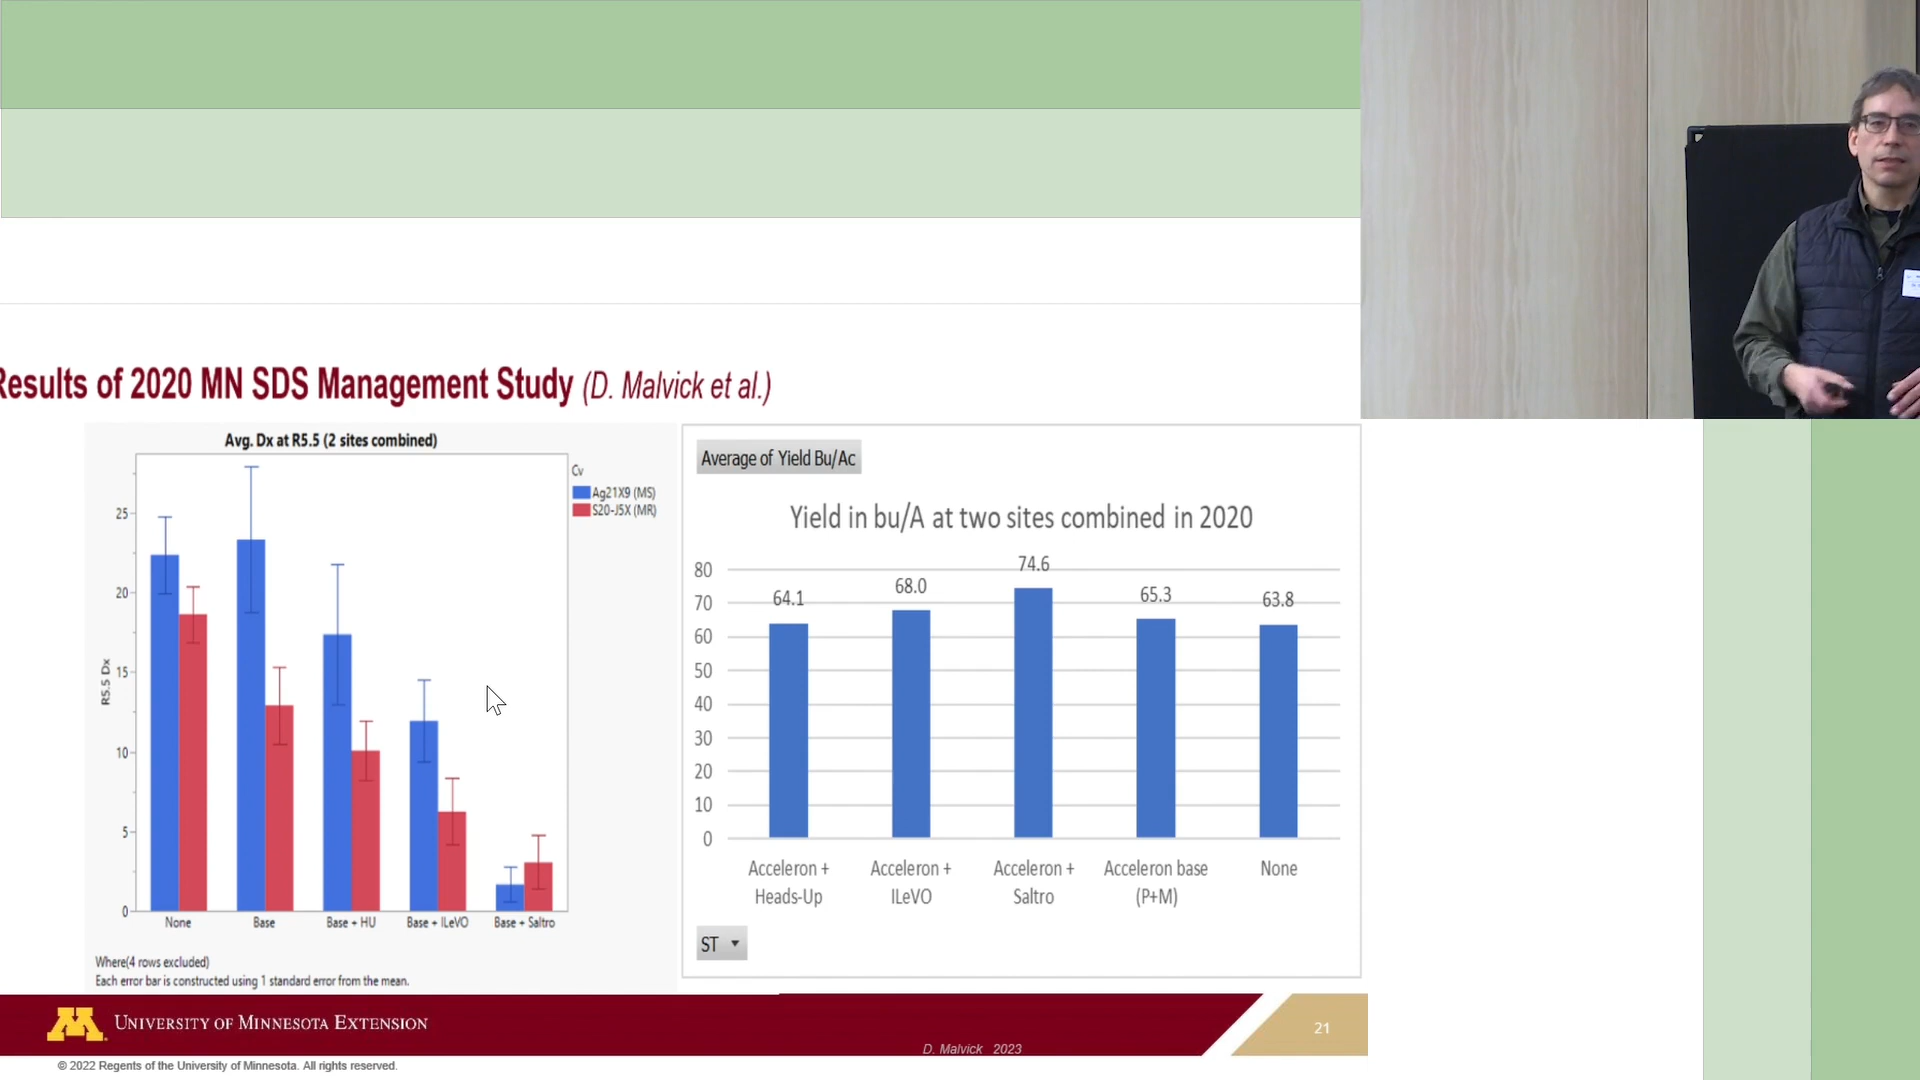 Results of 2020 MN SDS Management Study (D. Malvick et al.)
Avg. Dx at R5.5 (2 sites combined)
Cv
Ag21X9 (MS)
S20-J5X (MR)
R5.5 Dx
25
20
15
10
5
0
None
Base
Base + HU
Base + ILeVO
Base + Saltro
Where(4 rows excluded)
Each error bar is constructed using 1 standard error from the mean.
Average of Yield Bu/Ac
Yield in bu/A at two sites combined in 2020
80
70
60
50
40
30
20
10
0
64.1
68.0
74.6
65.3
63.8
Acceleron +
Heads-Up
Acceleron +
ILeVO
Acceleron +
Saltro
Acceleron base
(P+M)
None
ST
M
UNIVERSITY OF MINNESOTA EXTENSION
21
D. Malvick 2023
© 2022 Regents of the University of Minnesota. All rights reserved.